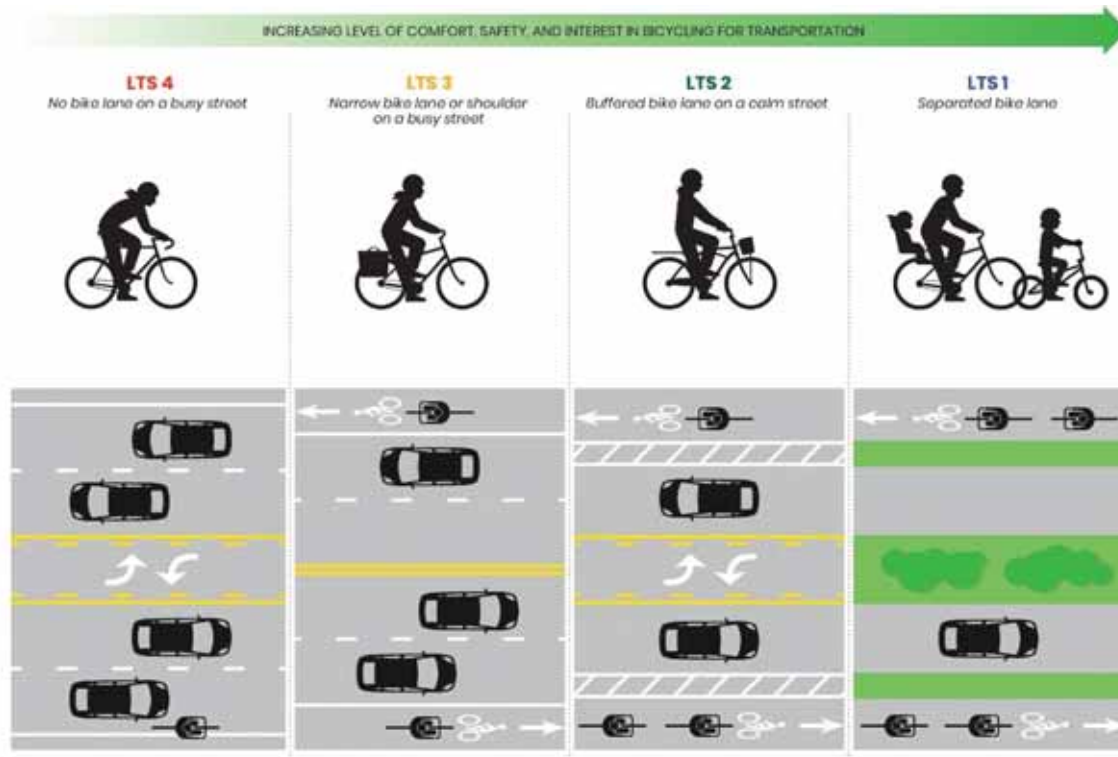 INCREASING LEVEL OF COMFORT, SAFETY, AND INTEREST IN BICYCLING FOR TRANSPORTATION
LTS 4
No bike lane on a busy street
LTS 3
Narrow bike lane or shoulder
on a busy street
LTS 2
Buffered bike lane on a calm street
LTS 1
Separated bike lane